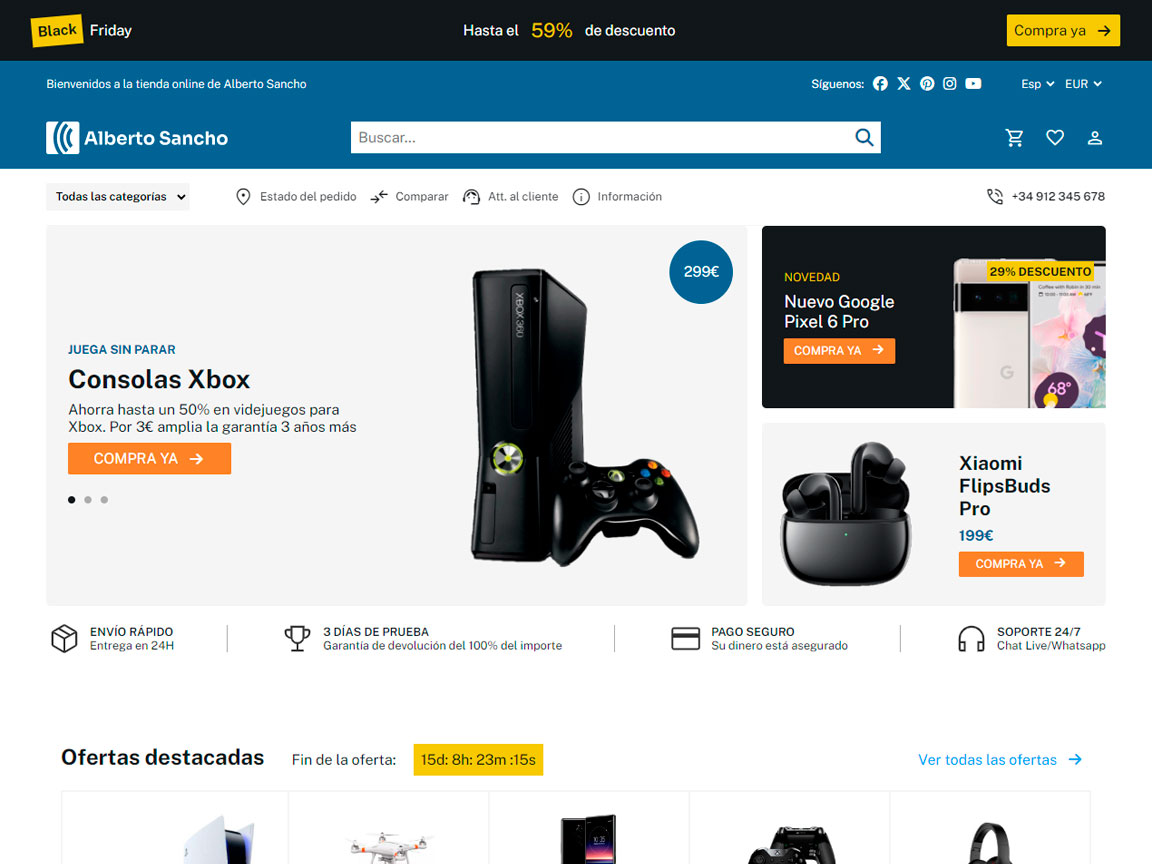 Black Friday
Hasta el 59% de descuento
Compra ya
Bienvenidos a la tienda online de Alberto Sancho
Síguenos:
Esp
EUR
Alberto Sancho
Buscar...
Todas las categorías
Estado del pedido
Comparar
Att. al cliente
Información
+34 912 345 678
299€
XBOX 360
JUEGA SIN PARAR
Consolas Xbox
Ahorra hasta un 50% en videjuegos para
Xbox. Por 3€ amplia la garantía 3 años más
COMPRA YA
29% DESCUENTO
NOVEDAD
Nuevo Google
Pixel 6 Pro
COMPRA YA
G
68°
Xiaomi
FlipsBuds
Pro
199€
COMPRA YA
ENVÍO RÁPIDO
Entrega en 24H
3 DÍAS DE PRUEBA
Garantía de devolución del 100% del importe
PAGO SEGURO
Su dinero está asegurado
SOPORTE 24/7
Chat Live/Whatsapp
Ofertas destacadas
Fin de la oferta:
15d: 8h: 23m :15s
Ver todas las ofertas